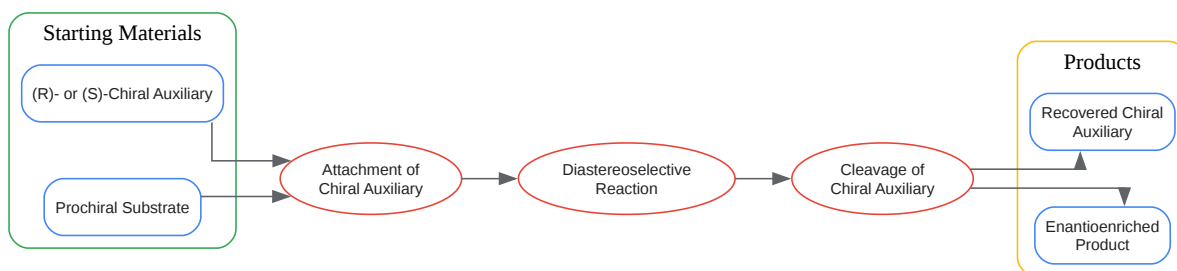 Starting Materials
(R)- or (S)-Chiral Auxiliary
Prochiral Substrate
Attachment of
Chiral Auxiliary
Diastereoselective
Reaction
Cleavage of
Chiral Auxiliary
Products
Recovered Chiral
Auxiliary
Enantioenriched
Product